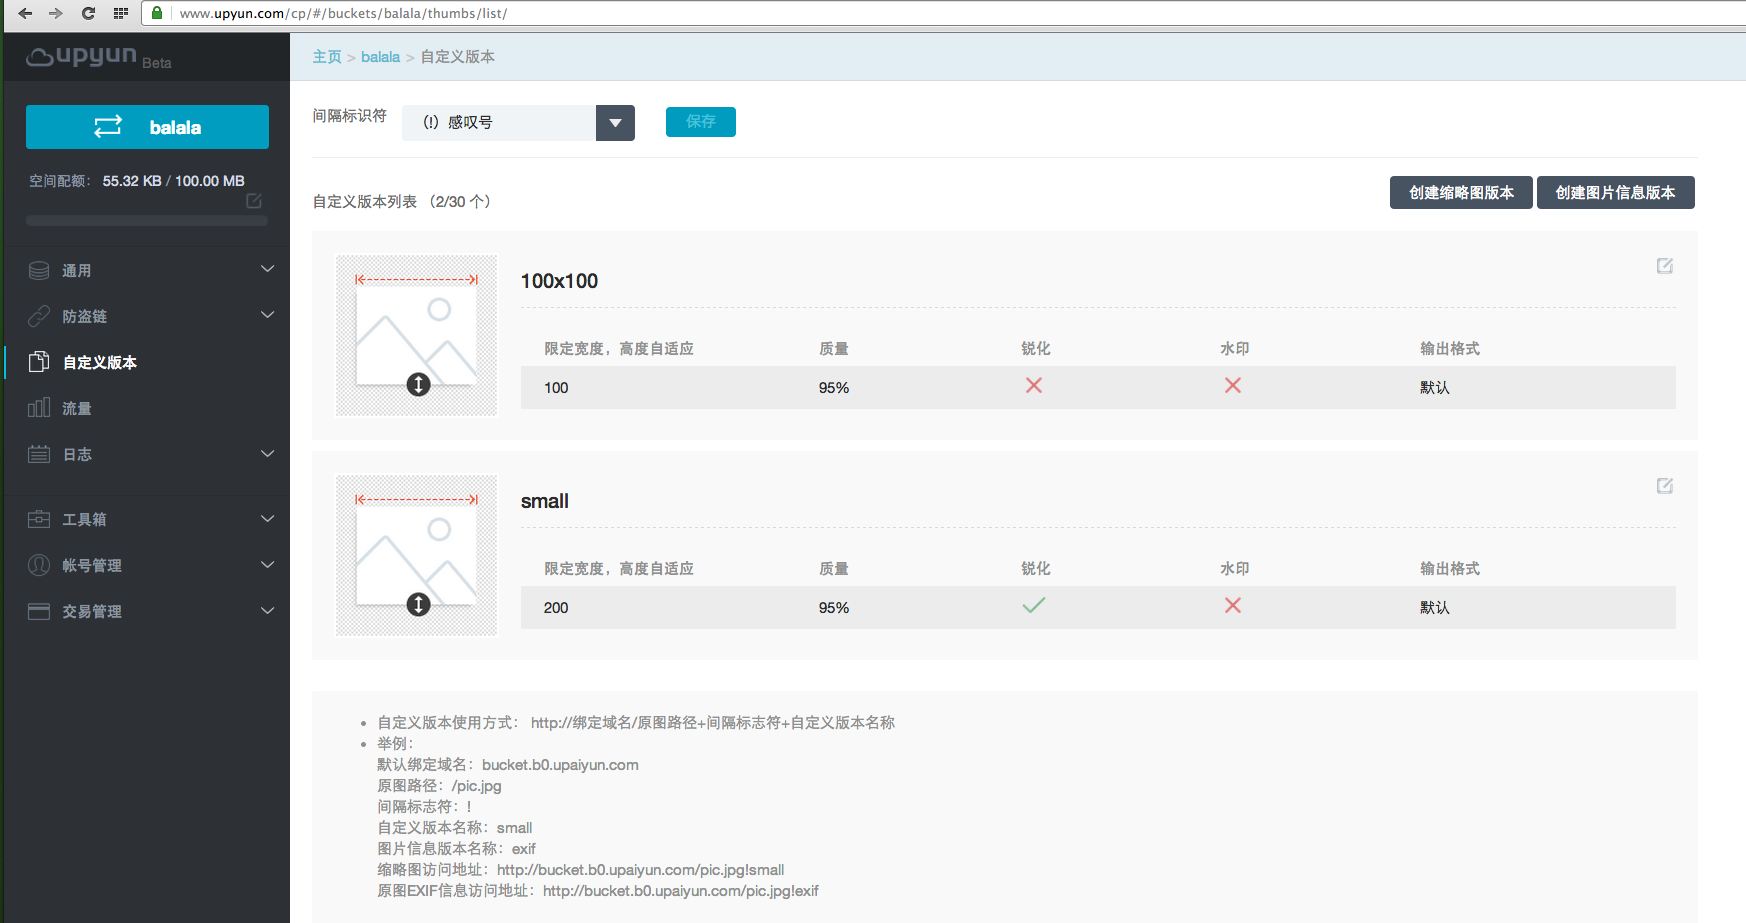 www.upyun.com/cp/#/buckets/balala/thumbs/list/
upyun Beta
balala
空间配额： 55.32 KB / 100.00 MB
通用
防盗链
自定义版本
流量
日志
工具箱
帐号管理
交易管理
主页 > balala > 自定义版本
间隔标识符 （!）感叹号 保存
自定义版本列表 （2/30 个） 创建缩略图版本 创建图片信息版本
100x100
限定宽度，高度自适应 质量 锐化 水印 输出格式
100 95% 默认
small
限定宽度，高度自适应 质量 锐化 水印 输出格式
200 95% 默认
• 自定义版本使用方式： http://绑定域名/原图路径+间隔标志符+自定义版本名称
• 举例：
默认绑定域名：bucket.b0.upaiyun.com
原图路径：/pic.jpg
间隔标志符：!
自定义版本名称：small
图片信息版本名称：exif
缩略图访问地址：http://bucket.b0.upaiyun.com/pic.jpg!small
原图EXIF信息访问地址：http://bucket.b0.upaiyun.com/pic.jpg!exif